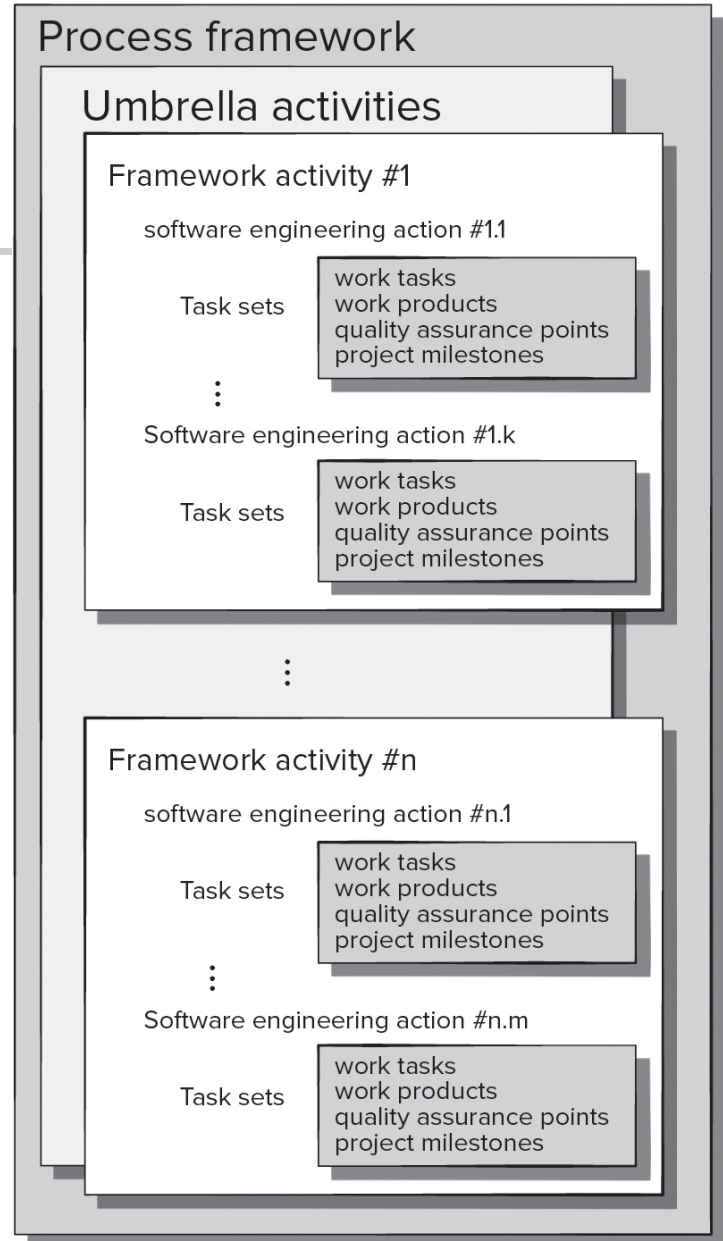 Process framework
Umbrella activities
Framework activity #1
software engineering action #1.1
Task sets
work tasks
work products
quality assurance points
project milestones
⋮
Software engineering action #1.k
Task sets
work tasks
work products
quality assurance points
project milestones
⋮
Framework activity #n
software engineering action #n.1
Task sets
work tasks
work products
quality assurance points
project milestones
⋮
Software engineering action #n.m
Task sets
work tasks
work products
quality assurance points
project milestones